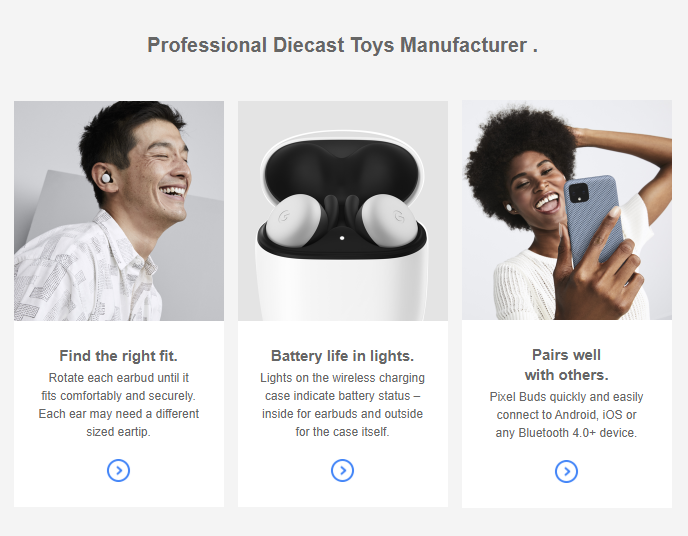 Professional Diecast Toys Manufacturer .
Find the right fit.
Rotate each earbud until it
fits comfortably and securely.
Each ear may need a different
sized eartip.
Battery life in lights.
Lights on the wireless charging
case indicate battery status –
inside for earbuds and outside
for the case itself.
Pairs well
with others.
Pixel Buds quickly and easily
connect to Android, iOS or
any Bluetooth 4.0+ device.